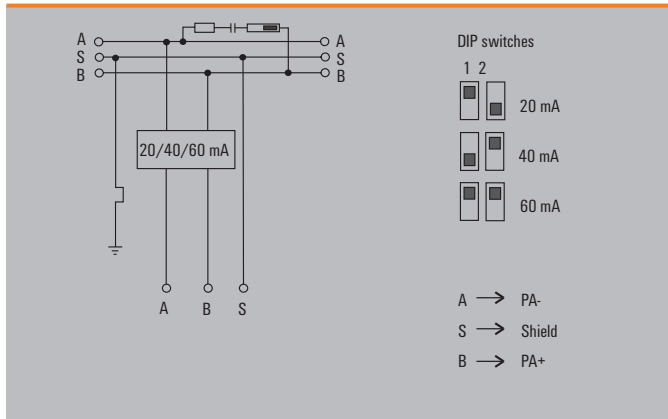 A A
S S
B B
20/40/60 mA
A B S
DIP switches
1 2
20 mA
40 mA
60 mA
A → PA-
S → Shield
B → PA+